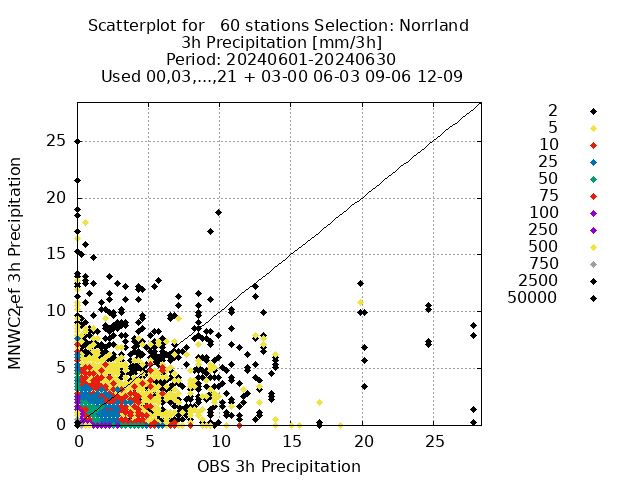 Scatterplot for   60 stations Selection: Norrland
3h Precipitation [mm/3h]
Period: 20240601-20240630
Used 00,03,...,21 + 03-00 06-03 09-06 12-09
2
5
10
25
50
75
100
250
500
750
2500
50000
25
20
15
10
5
0
0 5 10 15 20 25
OBS 3h Precipitation
MNWC2,ef 3h Precipitation